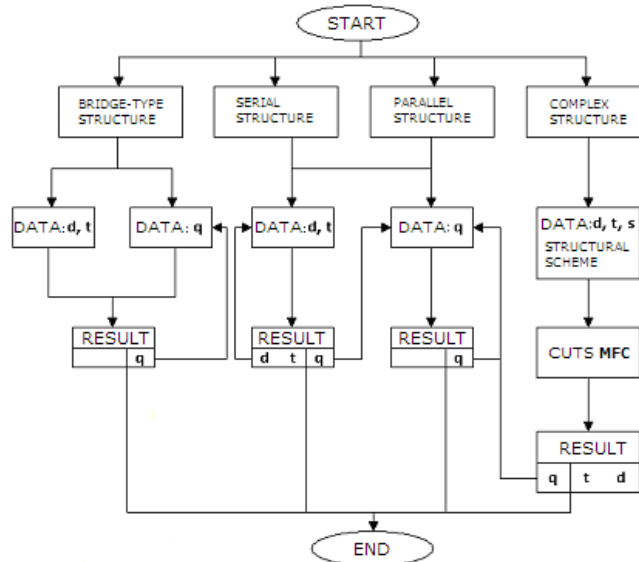 START
BRIDGE-TYPE
STRUCTURE
SERIAL
STRUCTURE
PARALLEL
STRUCTURE
COMPLEX
STRUCTURE
DATA: d, t
DATA: q
DATA: d, t
DATA: q
DATA: d, t, s
STRUCTURAL
SCHEME
RESULT
q
RESULT
d t q
RESULT
q
CUTS MFC
RESULT
q t d
END